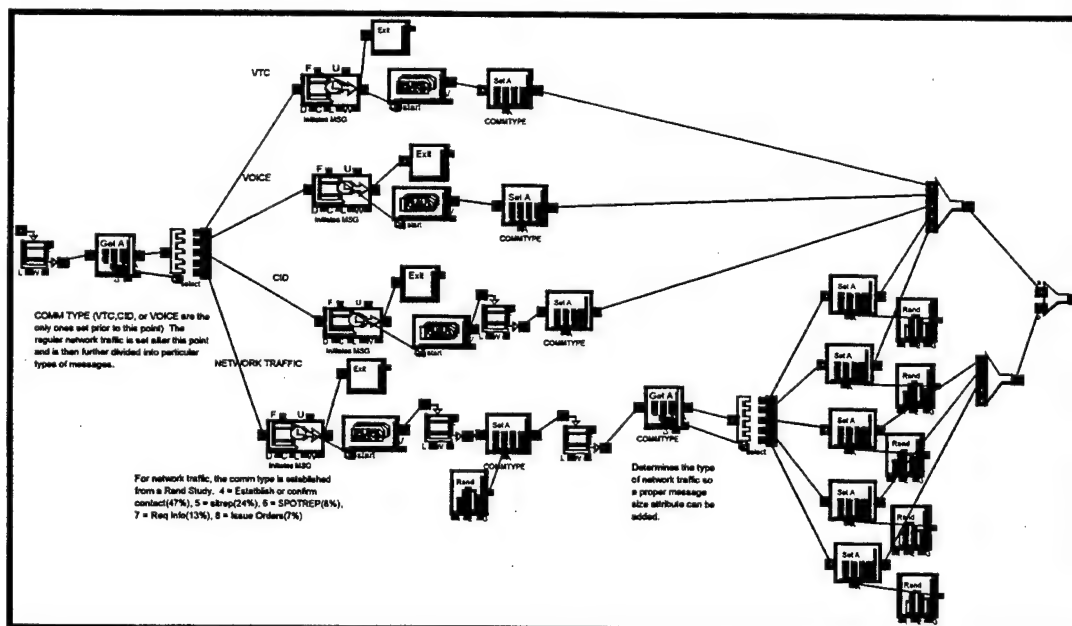 Exit
VTC
F U
Set A
start
Initiates MSG
COMMTYPE
Exit
VOICE
F U
Set A
start
Initiates MSG
COMMTYPE
Get A
select
Exit
CID
F U
Set A
start
Initiates MSG
COMMTYPE
COMM TYPE (VTC,CID, or VOICE are the
only ones set prior to this point) The
reguler network traffic is set after this point
and is then further divided into particular
types of messages.
NETWORK TRAFFIC
Exit
F U
start
Initiates MSG
Set A
COMMTYPE
Rand
For network traffic, the comm type is established
from a Rand Study. 4 = Establish or confirm
contact(47%), 5 = sitrep(24%), 6 = SPOTREP(8%),
7 = Req Info(13%), 8 = Issue Orders(7%)
Get A
COMMTYPE
select
Determines the type
of network traffic so
a proper message
size attribute can be
added.
Set A
Rand
Set A
Rand
Set A
Rand
Set A
Rand
Set A
Rand